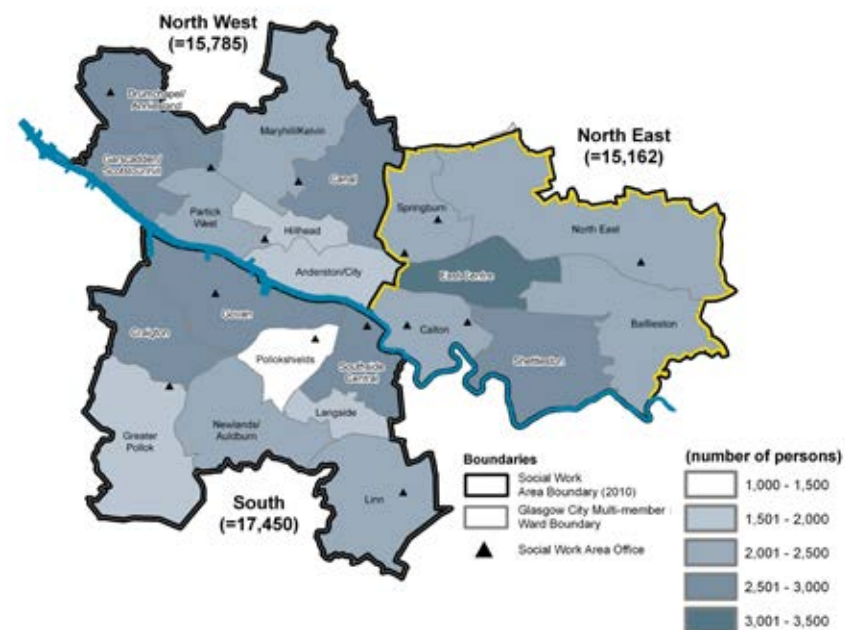 North West
(=15,785)
Drumchapel/
Anniesland
Maryhill/Kelvin
North East
(=15,162)
Garscadden/
Scotstounhill
Canal
Springburn
Partick
West
Hillhead
North East
East Centre
Anderston/City
Govan
Craigton
Calton
Baillieston
Pollokshields
Southside
Central
Shettleston
Langside
Newlands/
Auldburn
Greater
Pollok
Linn
South
(=17,450)
Boundaries
Social Work
Area Boundary (2010)
Glasgow City Multi-member
Ward Boundary
Social Work Area Office
(number of persons)
1,000 - 1,500
1,501 - 2,000
2,001 - 2,500
2,501 - 3,000
3,001 - 3,500